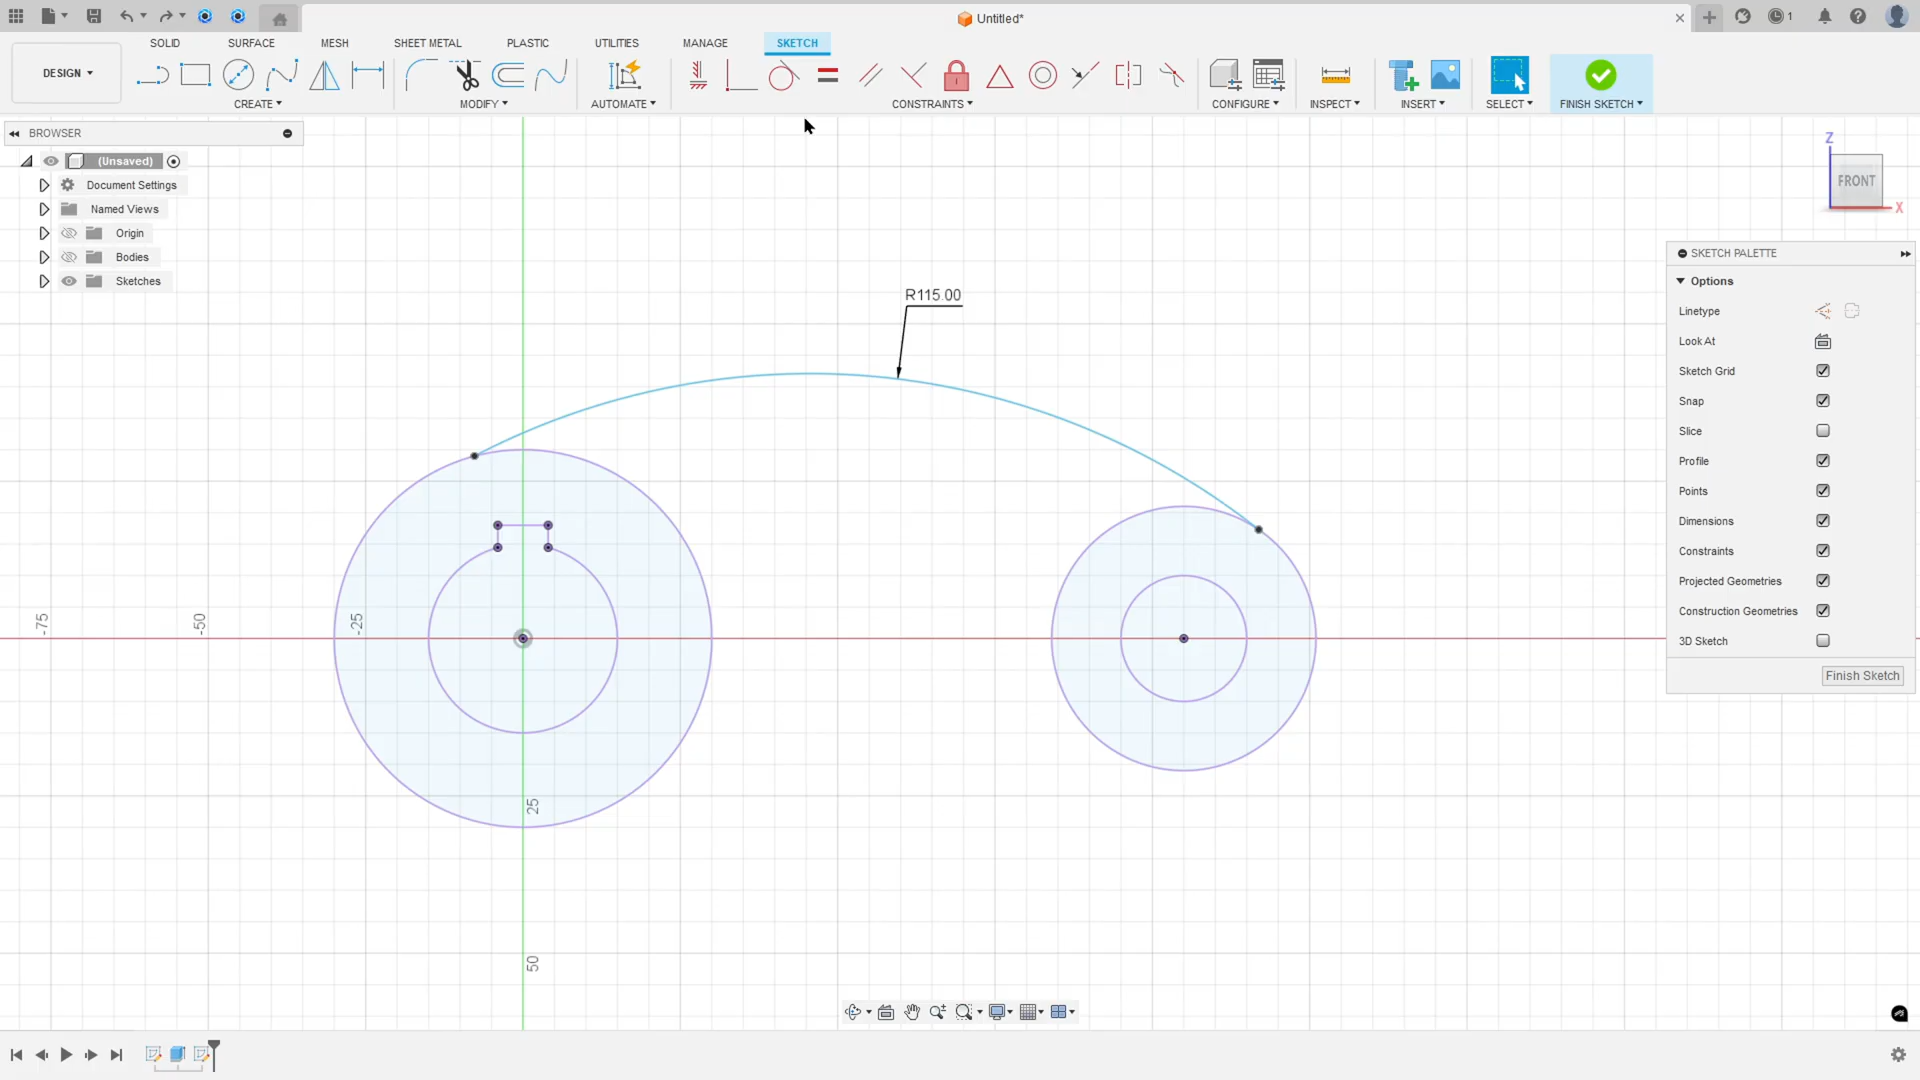 Untitled*
1
SOLID
SURFACE
MESH
SHEET METAL
PLASTIC
UTILITIES
MANAGE
SKETCH
DESIGN
CREATE
MODIFY
AUTOMATE
CONSTRAINTS
CONFIGURE
INSPECT
INSERT
SELECT
FINISH SKETCH
BROWSER
(Unsaved)
Document Settings
Named Views
Origin
Bodies
Sketches
Z
FRONT
X
R115.00
-75
-50
-25
25
50
SKETCH PALETTE
Options
Linetype
Look At
Sketch Grid
Snap
Slice
Profile
Points
Dimensions
Constraints
Projected Geometries
Construction Geometries
3D Sketch
Finish Sketch